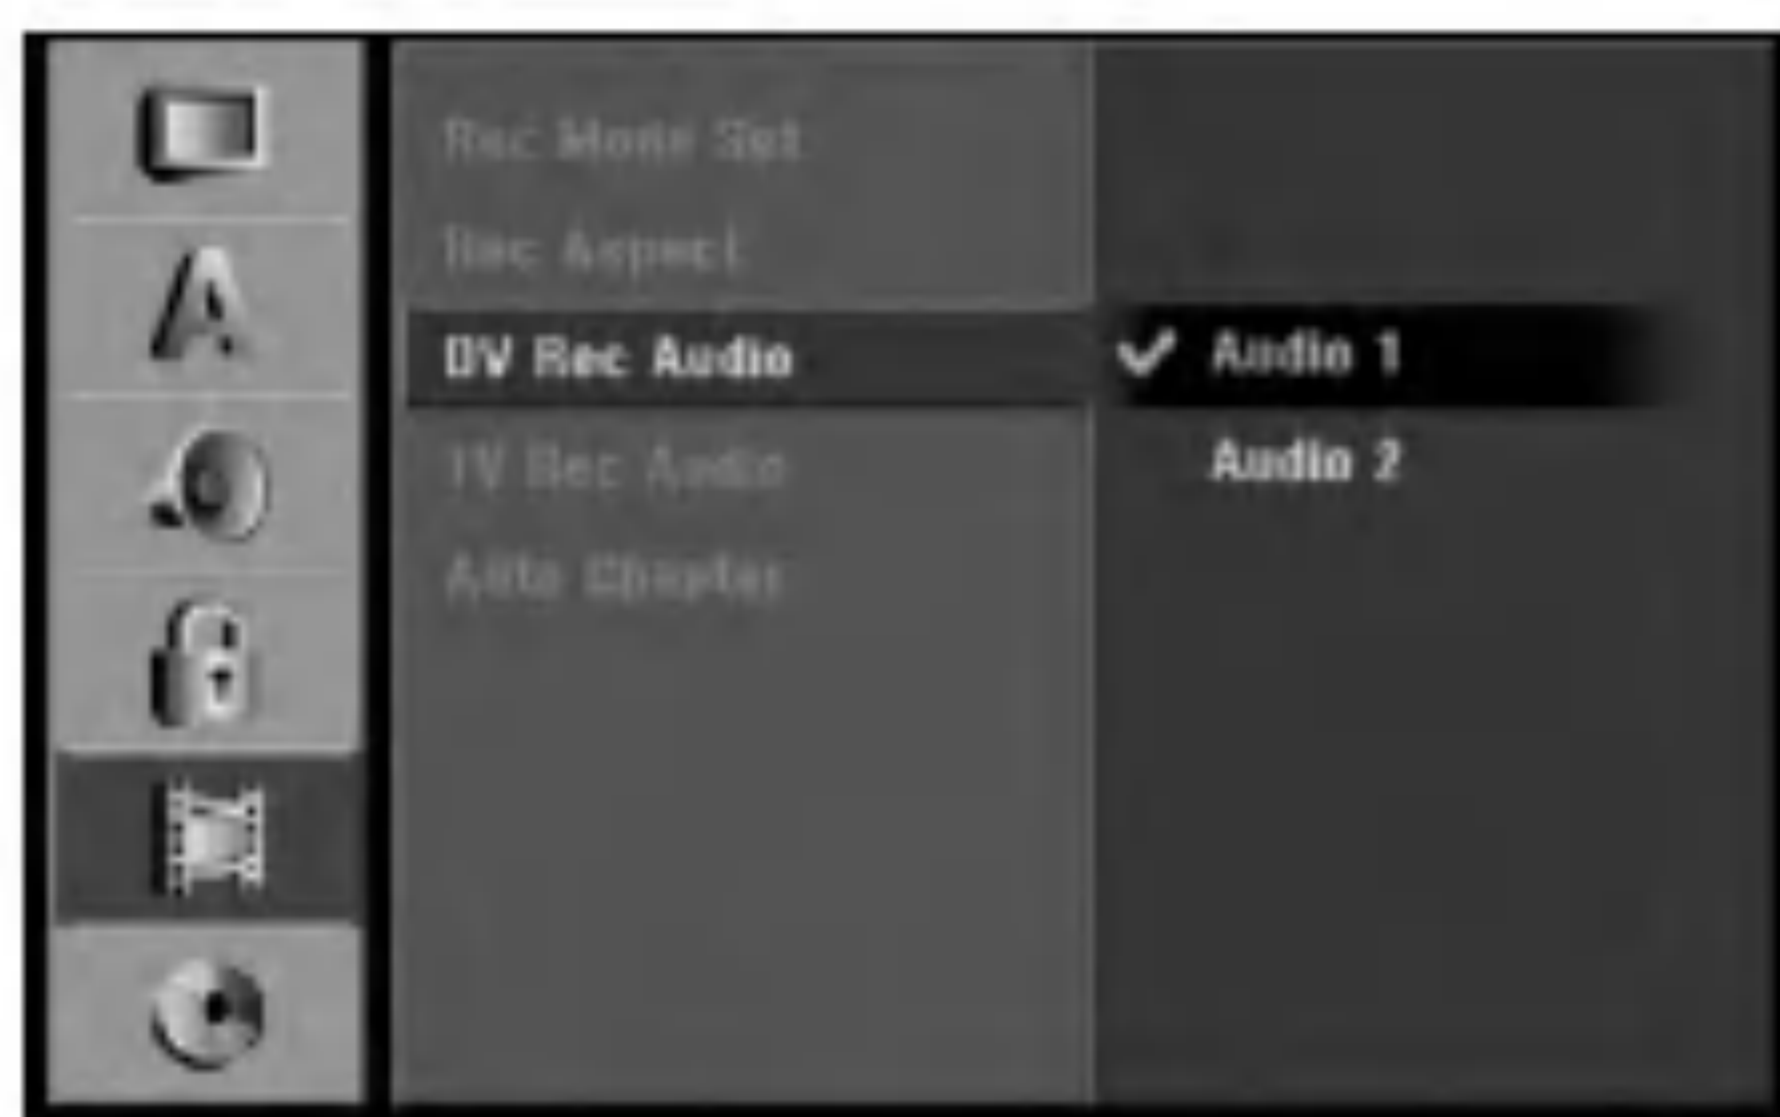 Rec Mode Set
Rec Aspect
DV Rec Audio
TV Rec Audio
Auto Chapter
Audio 1
Audio 2